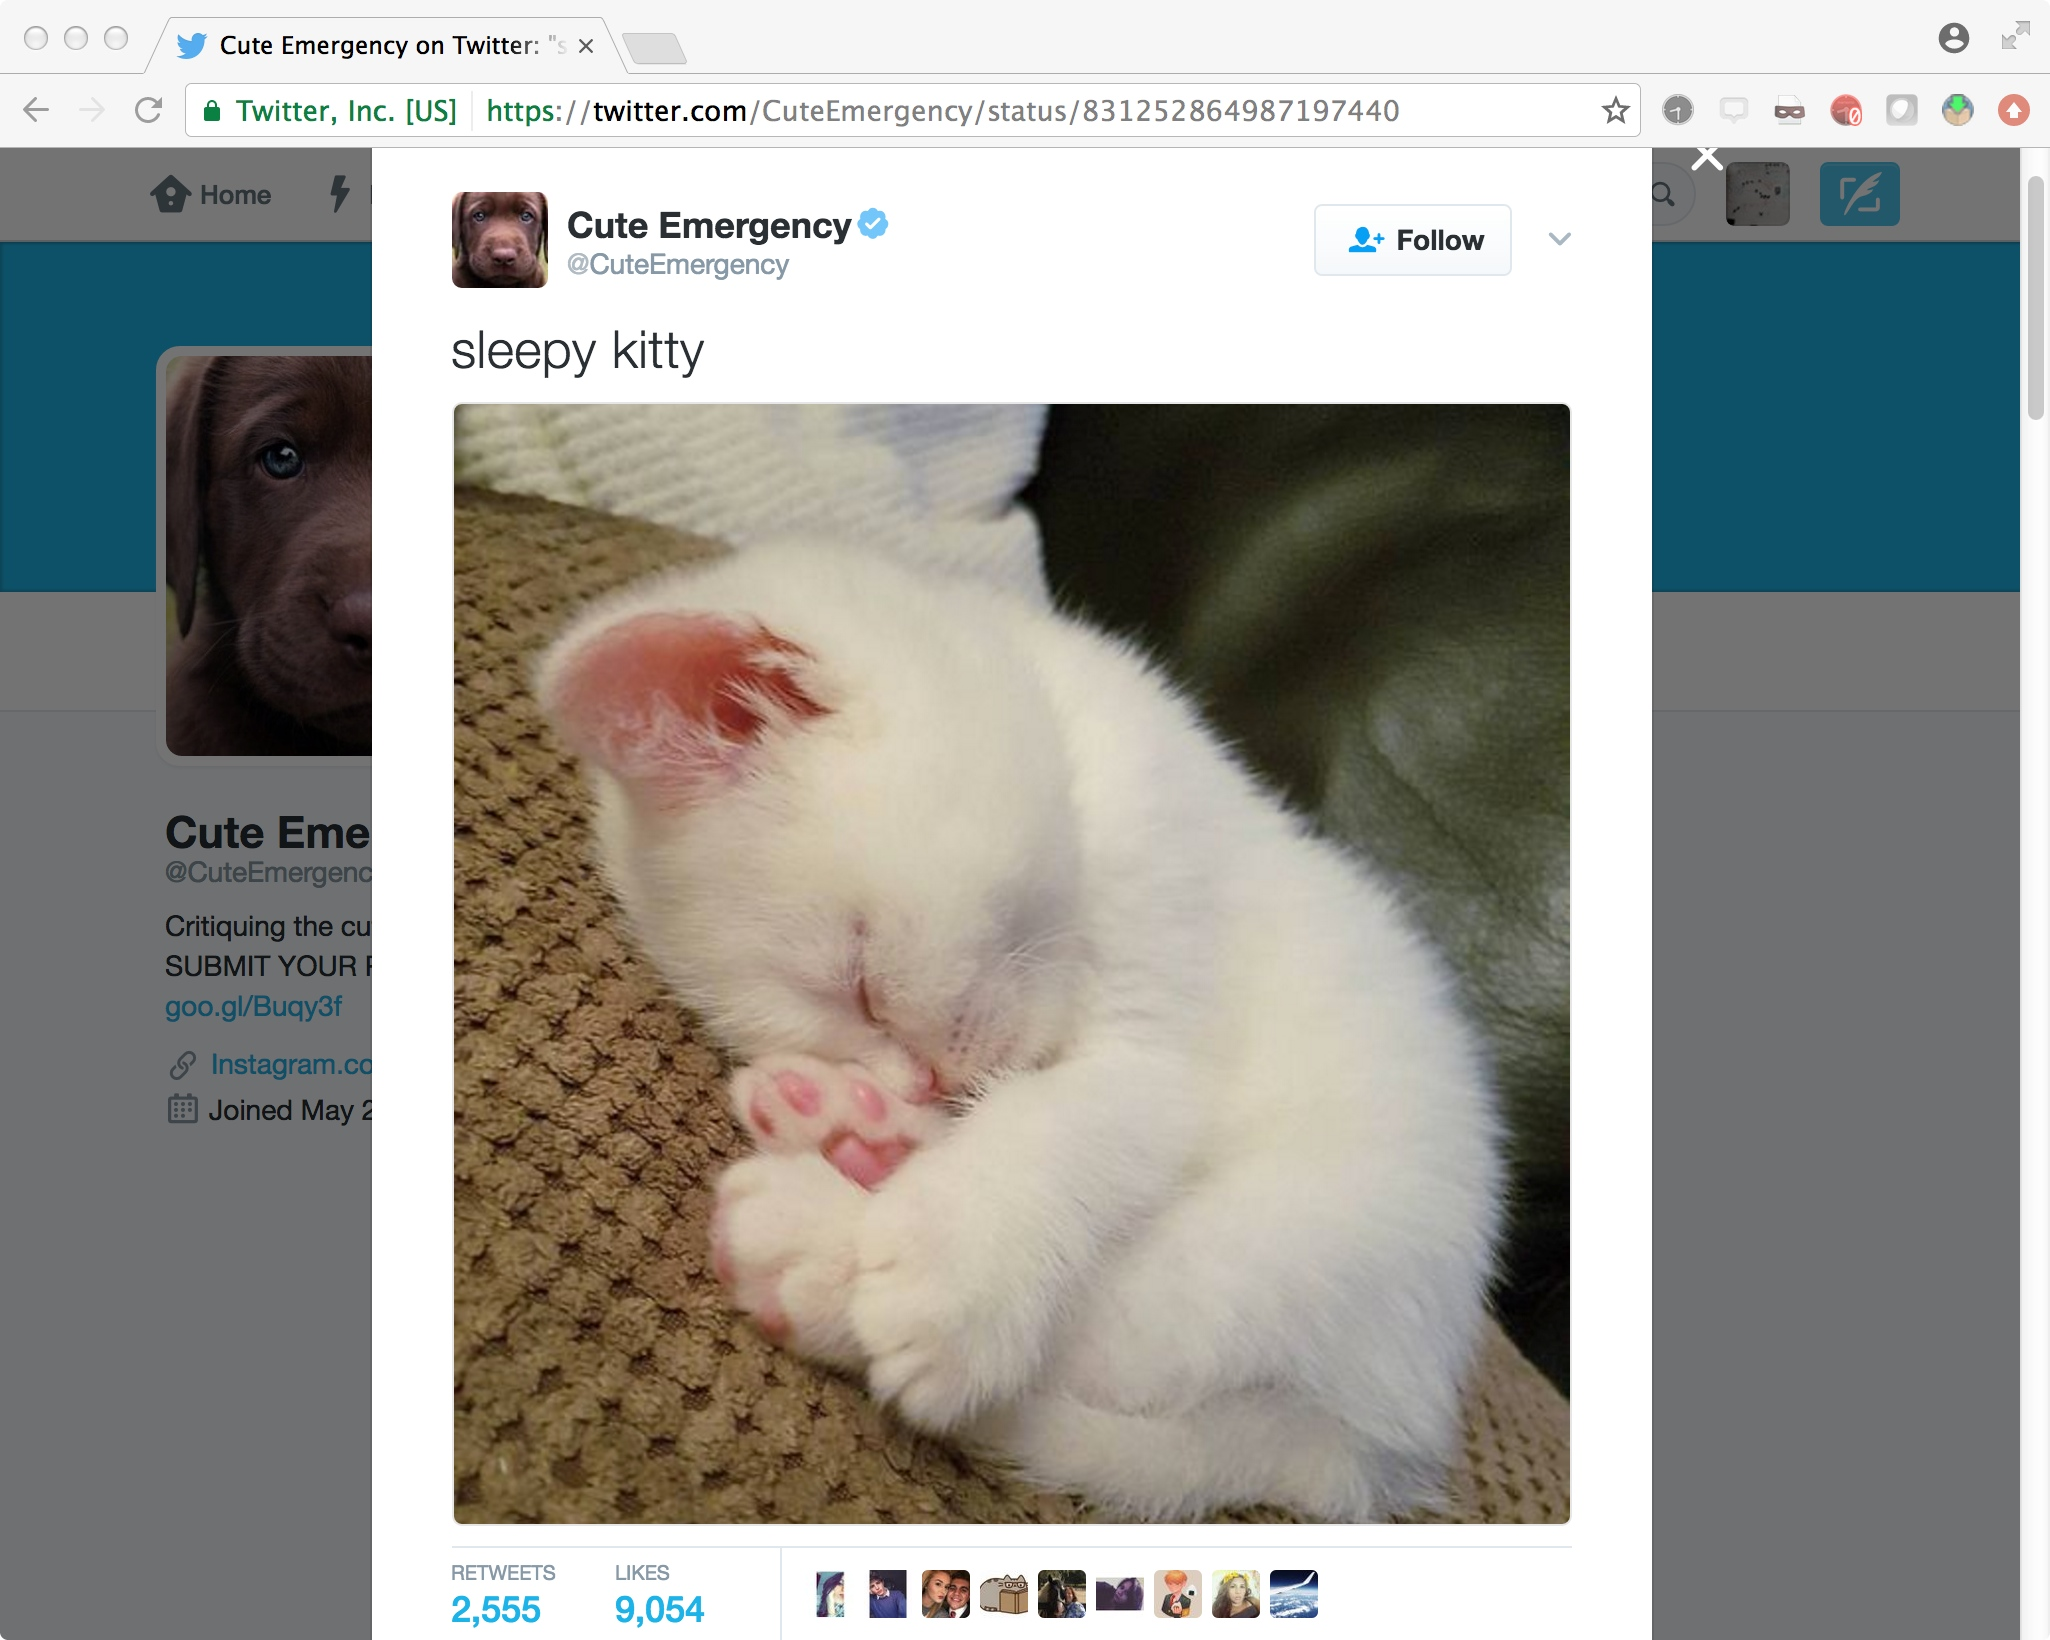 Cute Emergency on Twitter: "s
Twitter, Inc. [US] https://twitter.com/CuteEmergency/status/831252864987197440
10
Home
Cute Emergency
@CuteEmergency
Follow
sleepy kitty
Cute Eme
@CuteEmergenc
Critiquing the cu
SUBMIT YOUR
goo.gl/Buqy3f
Instagram.co
Joined May 2
RETWEETS LIKES
2,555 9,054